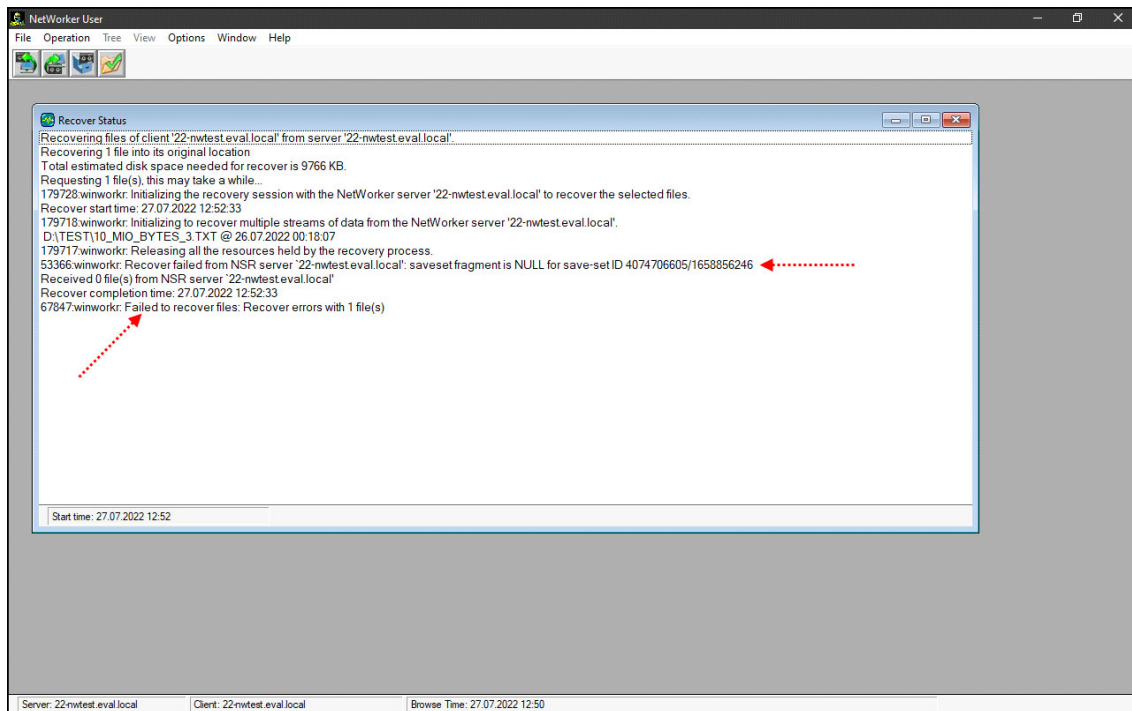 NetWorker User
File Operation Tree View Options Window Help
Recover Status
Recovering files of client '22-nwtest.eval.local' from server '22-nwtest.eval.local'.
Recovering 1 file into its original location
Total estimated disk space needed for recover is 9766 KB.
Requesting 1 file(s), this may take a while...
179728:winworkr: Initializing the recovery session with the NetWorker server '22-nwtest.eval.local' to recover the selected files.
Recover start time: 27.07.2022 12:52:33
179718:winworkr: Initializing to recover multiple streams of data from the NetWorker server '22-nwtest.eval.local'.
D:\TEST\10_MIO_BYTES_3.TXT @ 26.07.2022 00:18:07
179717:winworkr: Releasing all the resources held by the recovery process.
53366:winworkr: Recover failed from NSR server `22-nwtest.eval.local': saveset fragment is NULL for save-set ID 4074706605/1658856246
Received 0 file(s) from NSR server `22-nwtest.eval.local'
Recover completion time: 27.07.2022 12:52:33
67847:winworkr: Failed to recover files: Recover errors with 1 file(s)
Start time: 27.07.2022 12:52
Server: 22-nwtest.eval.local Client: 22-nwtest.eval.local Browse Time: 27.07.2022 12:50